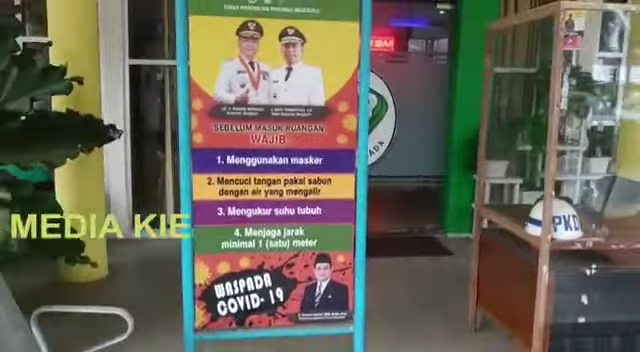 SEBELUM MASUK RUANGAN
WAJIB
1. Menggunakan masker
2. Mencuci tangan pakai sabun
dengan air yang mengalir
3. Mengukur suhu tubuh
4. Menjaga jarak
minimal 1 (satu) meter
WASPADA
COVID-19
MEDIA KIE
PKD